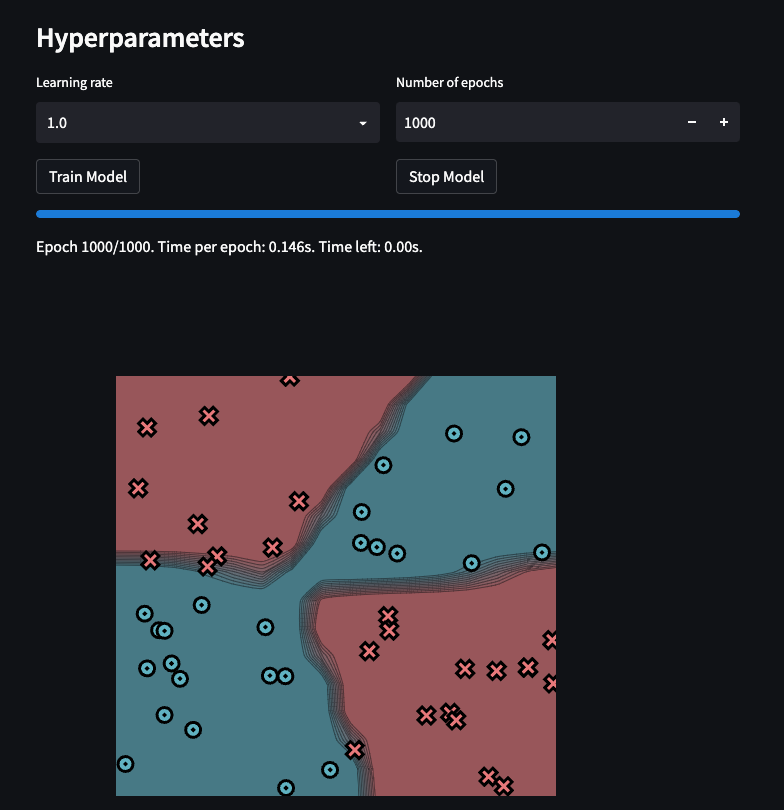 Hyperparameters
Learning rate
Number of epochs
1.0
1000
Train Model
Stop Model
Epoch 1000/1000. Time per epoch: 0.146s. Time left: 0.00s.